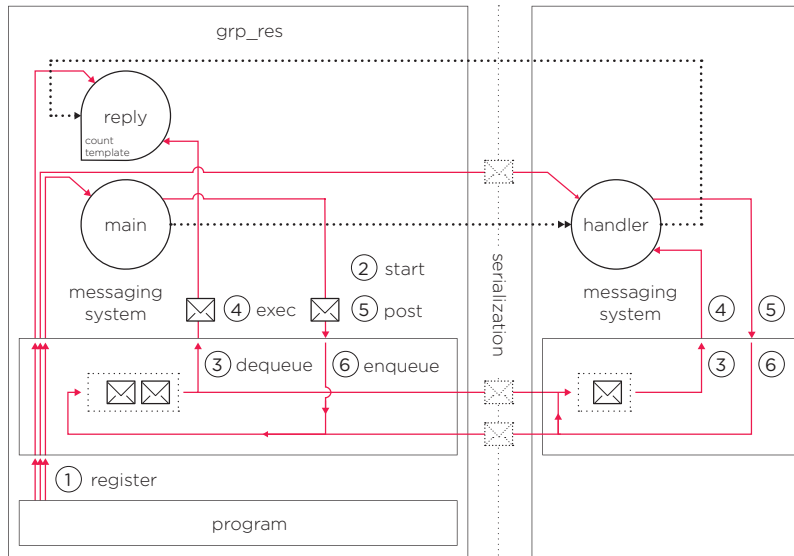 grp_res
reply
count
template
main
handler
② start
messaging
system
④ exec
⑤ post
serialization
messaging
system
④
⑤
③ dequeue
⑥ enqueue
③
⑥
① register
program